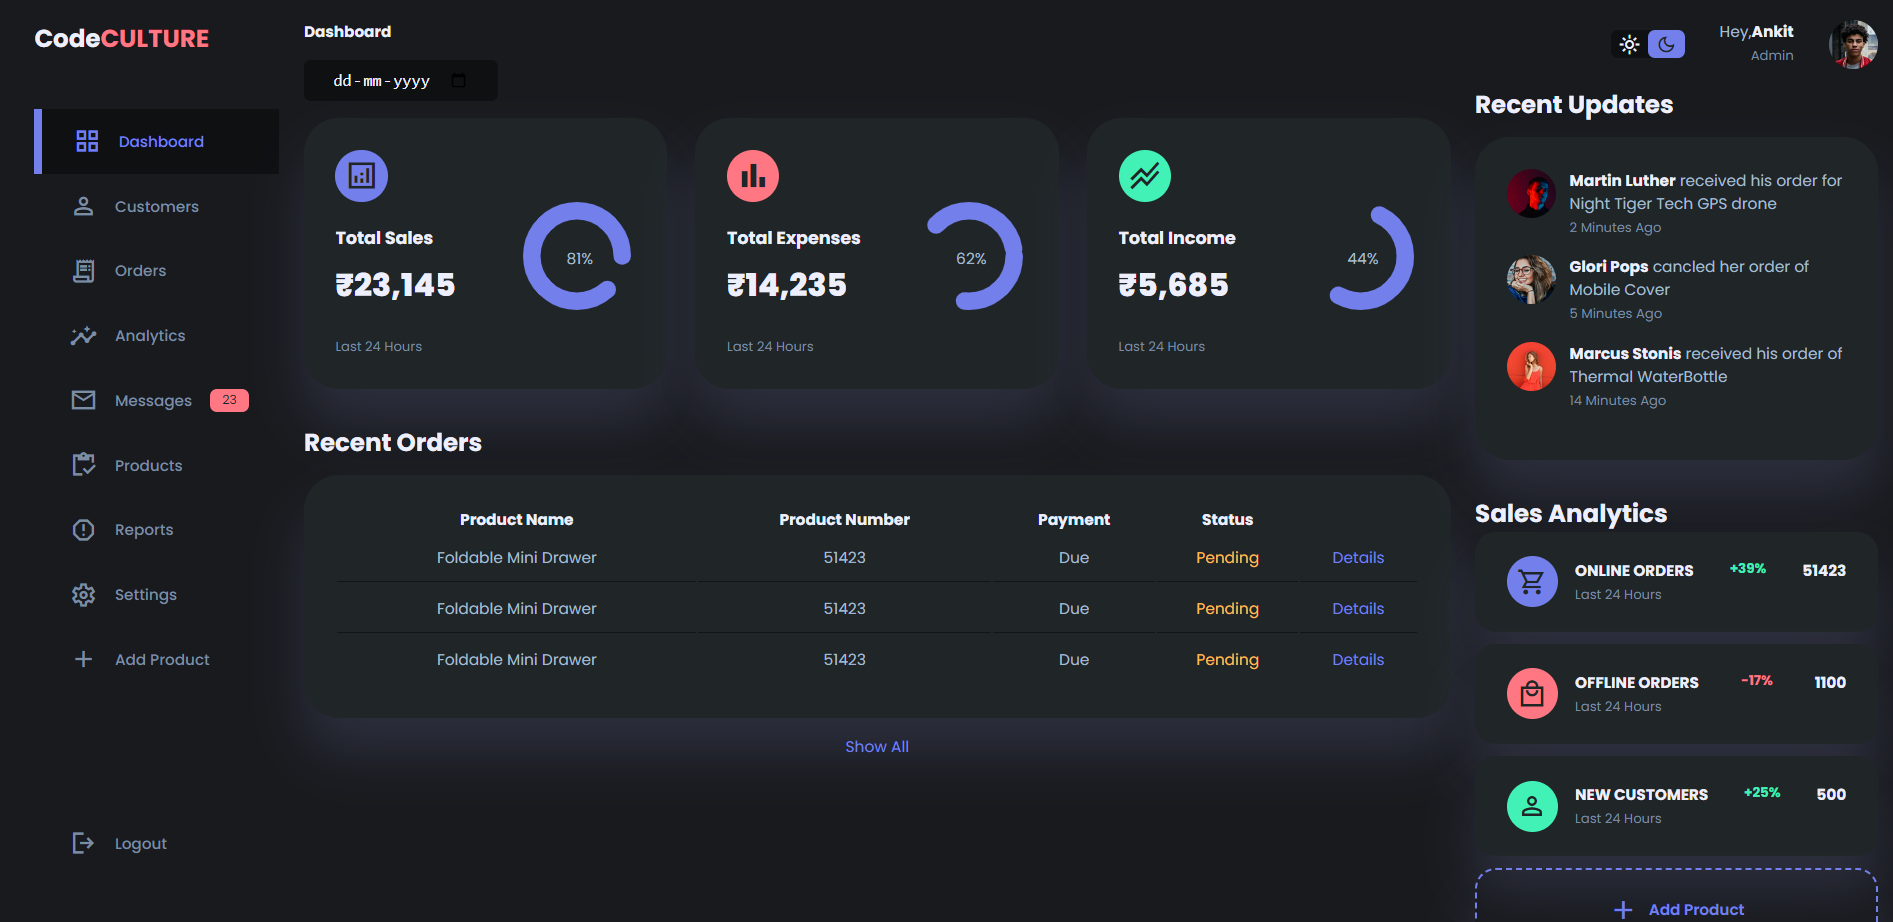 CodeCULTURE
Dashboard
Customers
Orders
Analytics
Messages 23
Products
Reports
Settings
Add Product
Logout
Dashboard
dd-mm-yyyy
Total Sales
₹23,145
81%
Last 24 Hours
Total Expenses
₹14,235
62%
Last 24 Hours
Total Income
₹5,685
44%
Last 24 Hours
Recent Orders
Product Name Product Number Payment Status
Foldable Mini Drawer 51423 Due Pending Details
Foldable Mini Drawer 51423 Due Pending Details
Foldable Mini Drawer 51423 Due Pending Details
Show All
Hey,Ankit
Admin
Recent Updates
Martin Luther received his order for
Night Tiger Tech GPS drone
2 Minutes Ago
Glori Pops cancled her order of
Mobile Cover
5 Minutes Ago
Marcus Stonis received his order of
Thermal WaterBottle
14 Minutes Ago
Sales Analytics
ONLINE ORDERS +39% 51423
Last 24 Hours
OFFLINE ORDERS -17% 1100
Last 24 Hours
NEW CUSTOMERS +25% 500
Last 24 Hours
Add Product